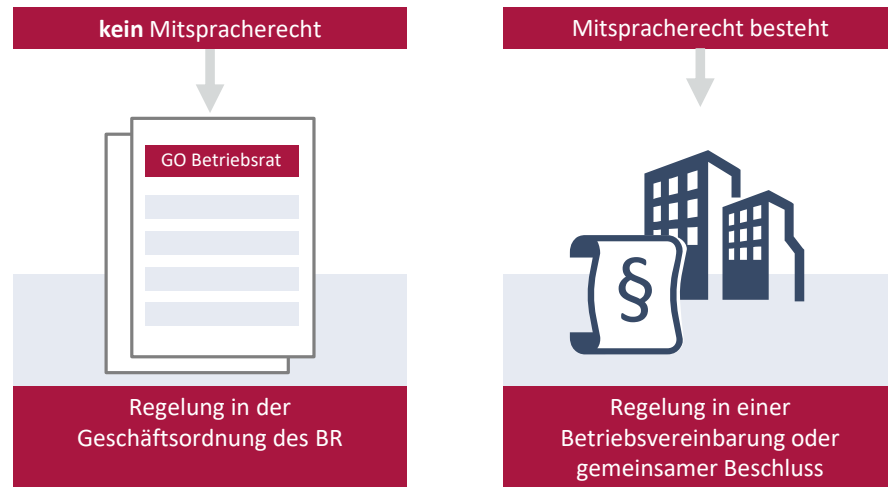 kein Mitspracherecht
GO Betriebsrat
Regelung in der
Geschäftsordnung des BR
Mitspracherecht besteht
§
Regelung in einer
Betriebsvereinbarung oder
gemeinsamer Beschluss